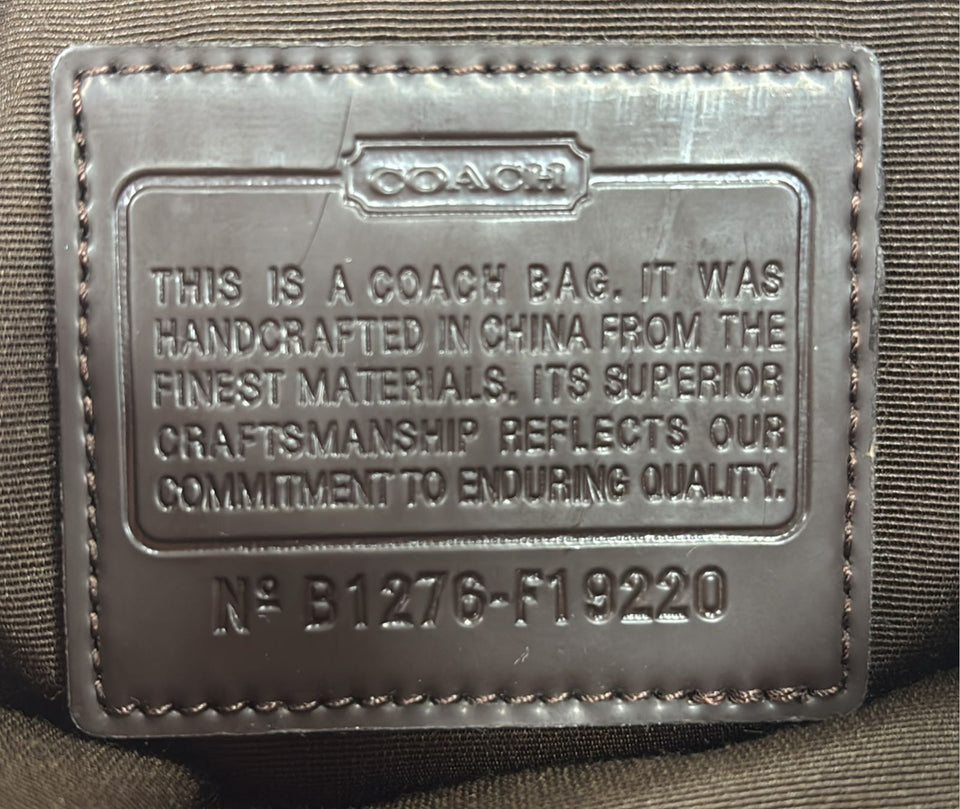 COACH
THIS IS A COACH BAG. IT WAS
HANDCRAFTED IN CHINA FROM THE
FINEST MATERIALS. ITS SUPERIOR
CRAFTSMANSHIP REFLECTS OUR
COMMITMENT TO ENDURING QUALITY.
Nº B1276-F19220